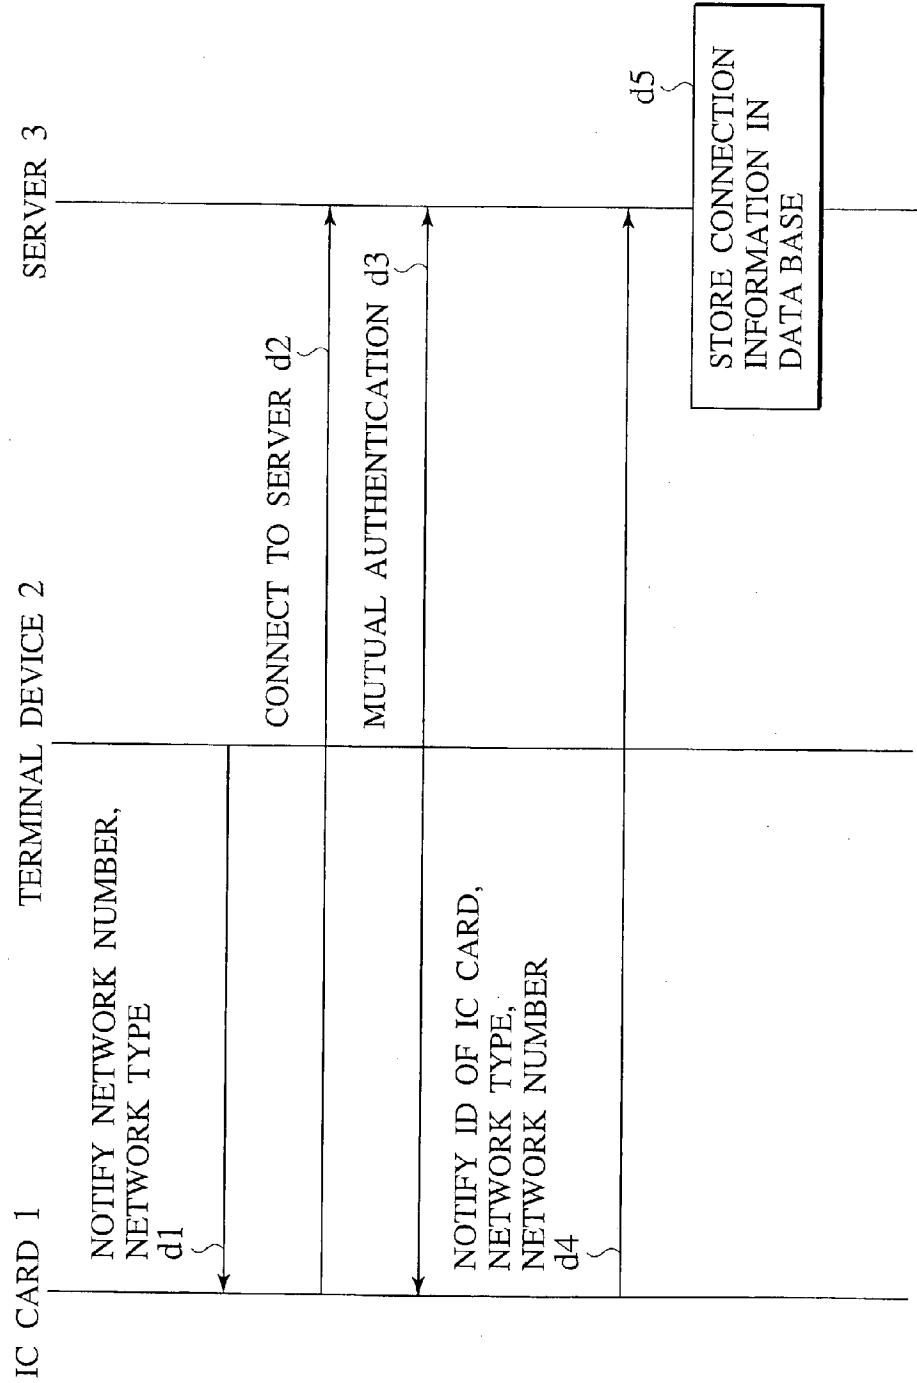 IC CARD 1
TERMINAL DEVICE 2
SERVER 3
NOTIFY NETWORK NUMBER,
NETWORK TYPE
d1
CONNECT TO SERVER d2
MUTUAL AUTHENTICATION d3
NOTIFY ID OF IC CARD,
NETWORK TYPE,
NETWORK NUMBER
d4
d5
STORE CONNECTION
INFORMATION IN
DATA BASE